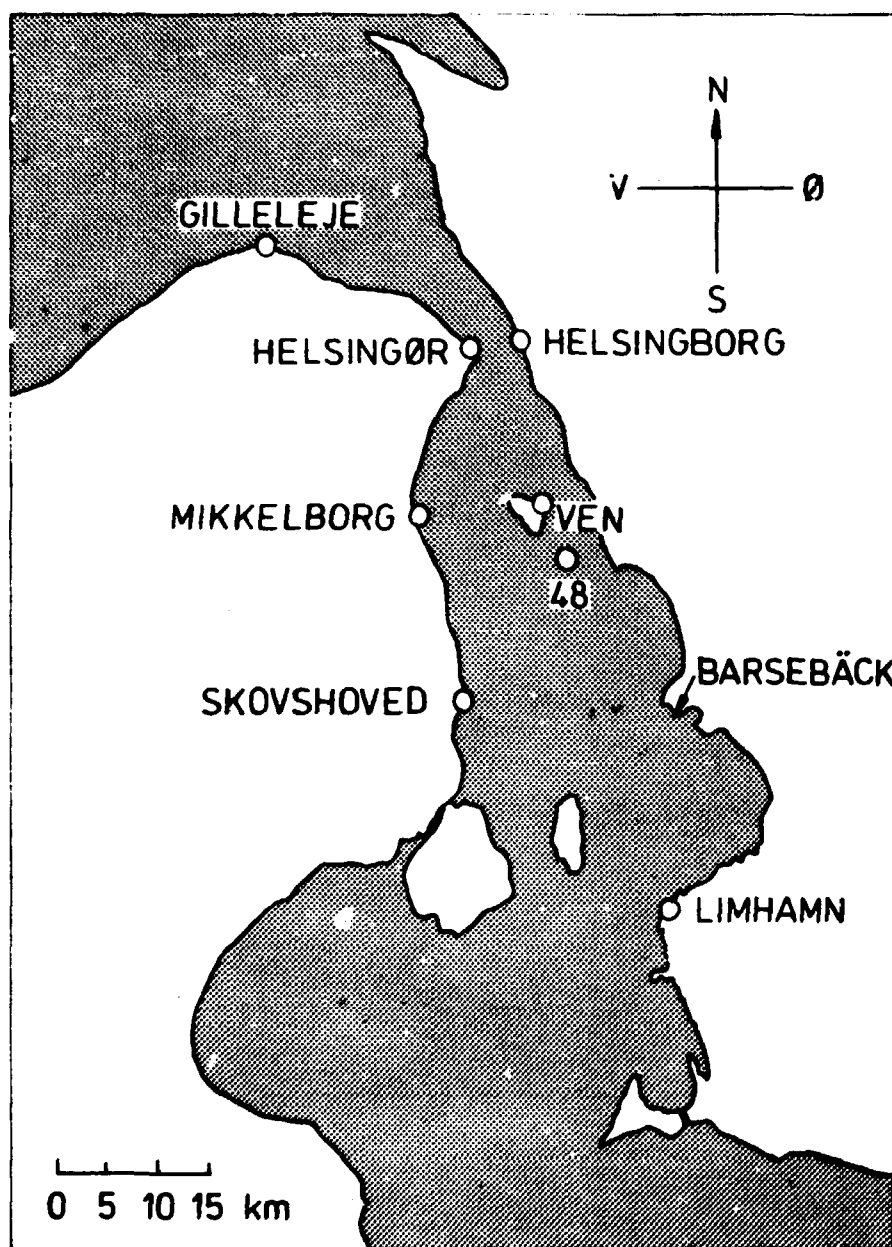 N
V
Ø
S
GILLELEJE
HELSINGØR
HELSINGBORG
MIKKELBORG
VEN
48
BARSEBÄCK
SKOVSHOVED
LIMHAMN
0 5 10 15 km